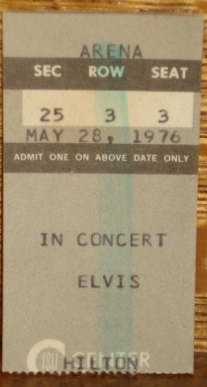 ARENA
SEC ROW SEAT
25 3 3
MAY 28, 1976
ADMIT ONE ON ABOVE DATE ONLY
IN CONCERT
ELVIS
CENTER
HILTON